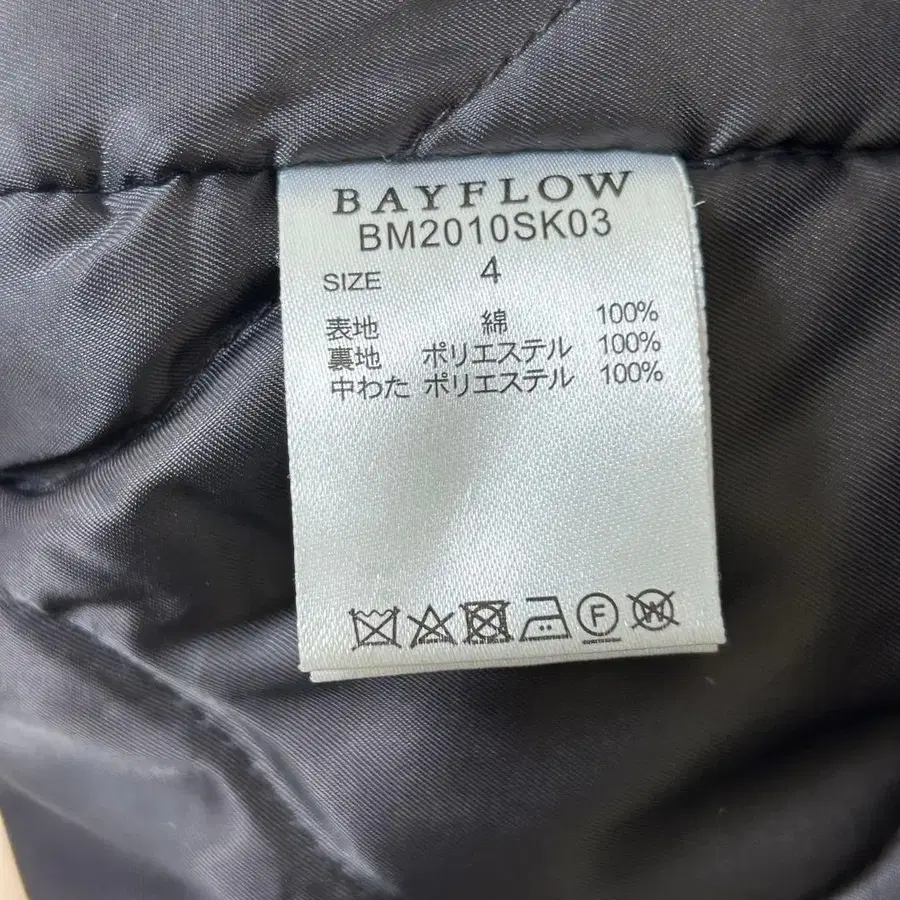 BAYFLOW
BM2010SK03
SIZE 4
表地 綿 100%
裏地 ポリエステル 100%
中わた ポリエステル 100%
F W